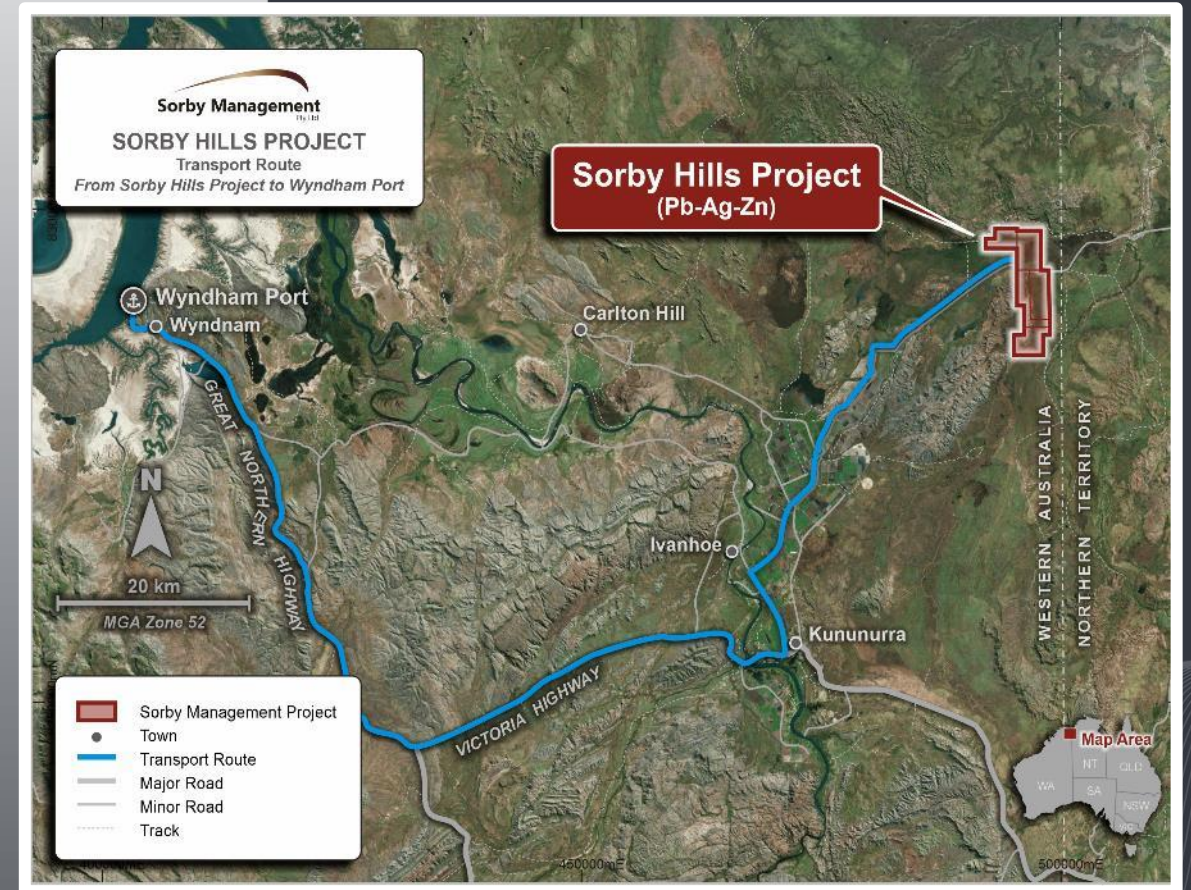 Sorby Management
Pty Ltd
SORBY HILLS PROJECT
Transport Route
From Sorby Hills Project to Wyndham Port
Sorby Hills Project
(Pb-Ag-Zn)
Wyndham Port
Wyndnam
Carlton Hill
GREAT NORTHERN HIGHWAY
N
20 km
MGA Zone 52
Ivanhoe
Kununurra
VICTORIA HIGHWAY
WESTERN AUSTRALIA
NORTHERN TERRITORY
Sorby Management Project
Town
Transport Route
Major Road
Minor Road
Track
Map Area
WA
NT
QLD
SA
NSW
450000mE
500000mE